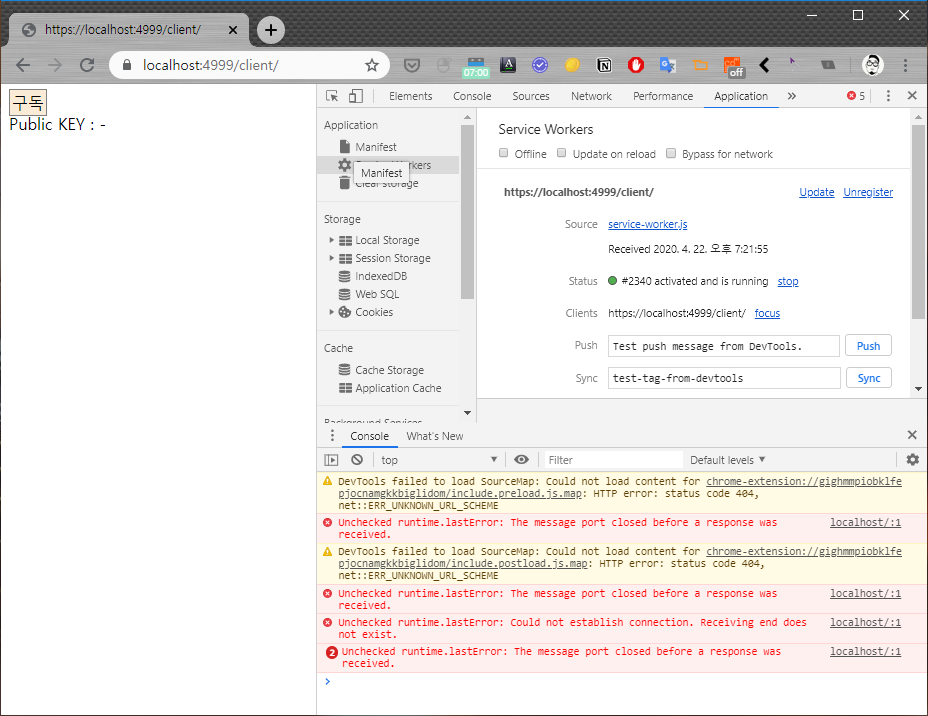 https://localhost:4999/client/
localhost:4999/client/
07:00
A
off
구독
Public KEY : -
Elements
Console
Sources
Network
Performance
Application
»
5
Application
Manifest
Manifest
Clear storage
Storage
Local Storage
Session Storage
IndexedDB
Web SQL
Cookies
Cache
Cache Storage
Application Cache
Background Services
Service Workers
Offline
Update on reload
Bypass for network
https://localhost:4999/client/
Update
Unregister
Source
service-worker.js
Received 2020. 4. 22. 오후 7:21:55
Status
#2340 activated and is running
stop
Clients
https://localhost:4999/client/
focus
Push
Test push message from DevTools.
Push
Sync
test-tag-from-devtools
Sync
Console
What's New
top
Filter
Default levels ▼
DevTools failed to load SourceMap: Could not load content for chrome-extension://gighmmpiobklfe
pjocnamgkkbiglidom/include.preload.js.map: HTTP error: status code 404,
net::ERR_UNKNOWN_URL_SCHEME
Unchecked runtime.lastError: The message port closed before a response was
received.
localhost/:1
DevTools failed to load SourceMap: Could not load content for chrome-extension://gighmmpiobklfe
pjocnamgkkbiglidom/include.postload.js.map: HTTP error: status code 404,
net::ERR_UNKNOWN_URL_SCHEME
Unchecked runtime.lastError: The message port closed before a response was
received.
localhost/:1
Unchecked runtime.lastError: Could not establish connection. Receiving end does
not exist.
localhost/:1
2
Unchecked runtime.lastError: The message port closed before a response was
received.
localhost/:1